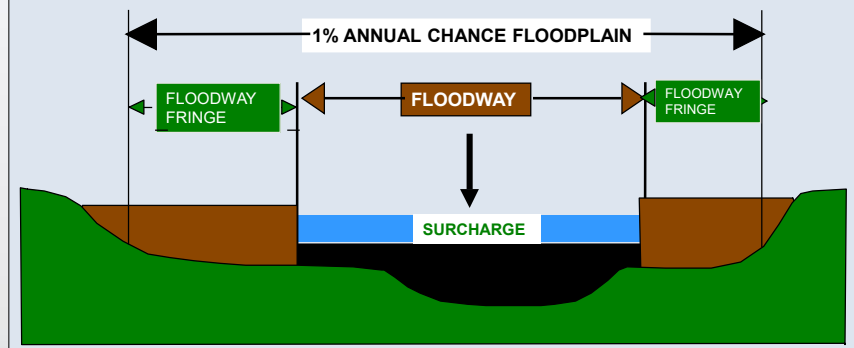 1% ANNUAL CHANCE FLOODPLAIN
FLOODWAY
FRINGE
FLOODWAY
FLOODWAY
FRINGE
SURCHARGE